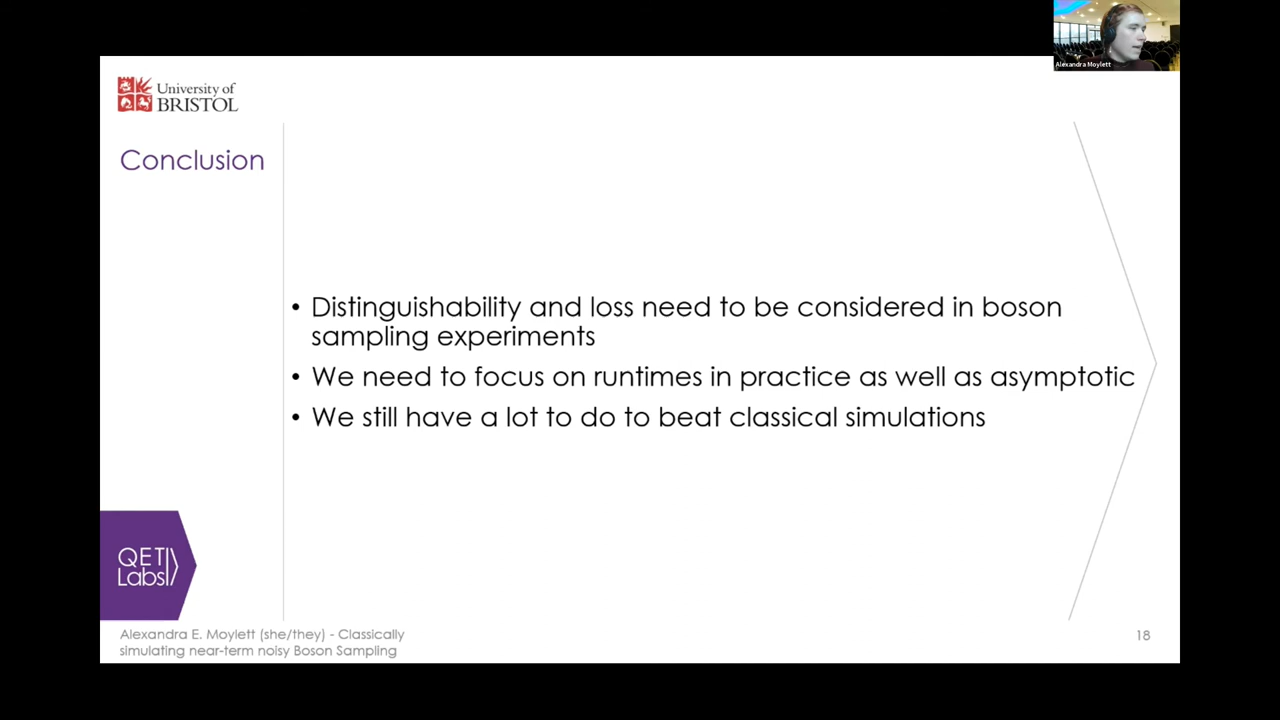 Alexandra Moylett
University of
BRISTOL
Conclusion
• Distinguishability and loss need to be considered in boson
sampling experiments
• We need to focus on runtimes in practice as well as asymptotic
• We still have a lot to do to beat classical simulations
QET
Labs
Alexandra E. Moylett (she/they) - Classically
simulating near-term noisy Boson Sampling
18